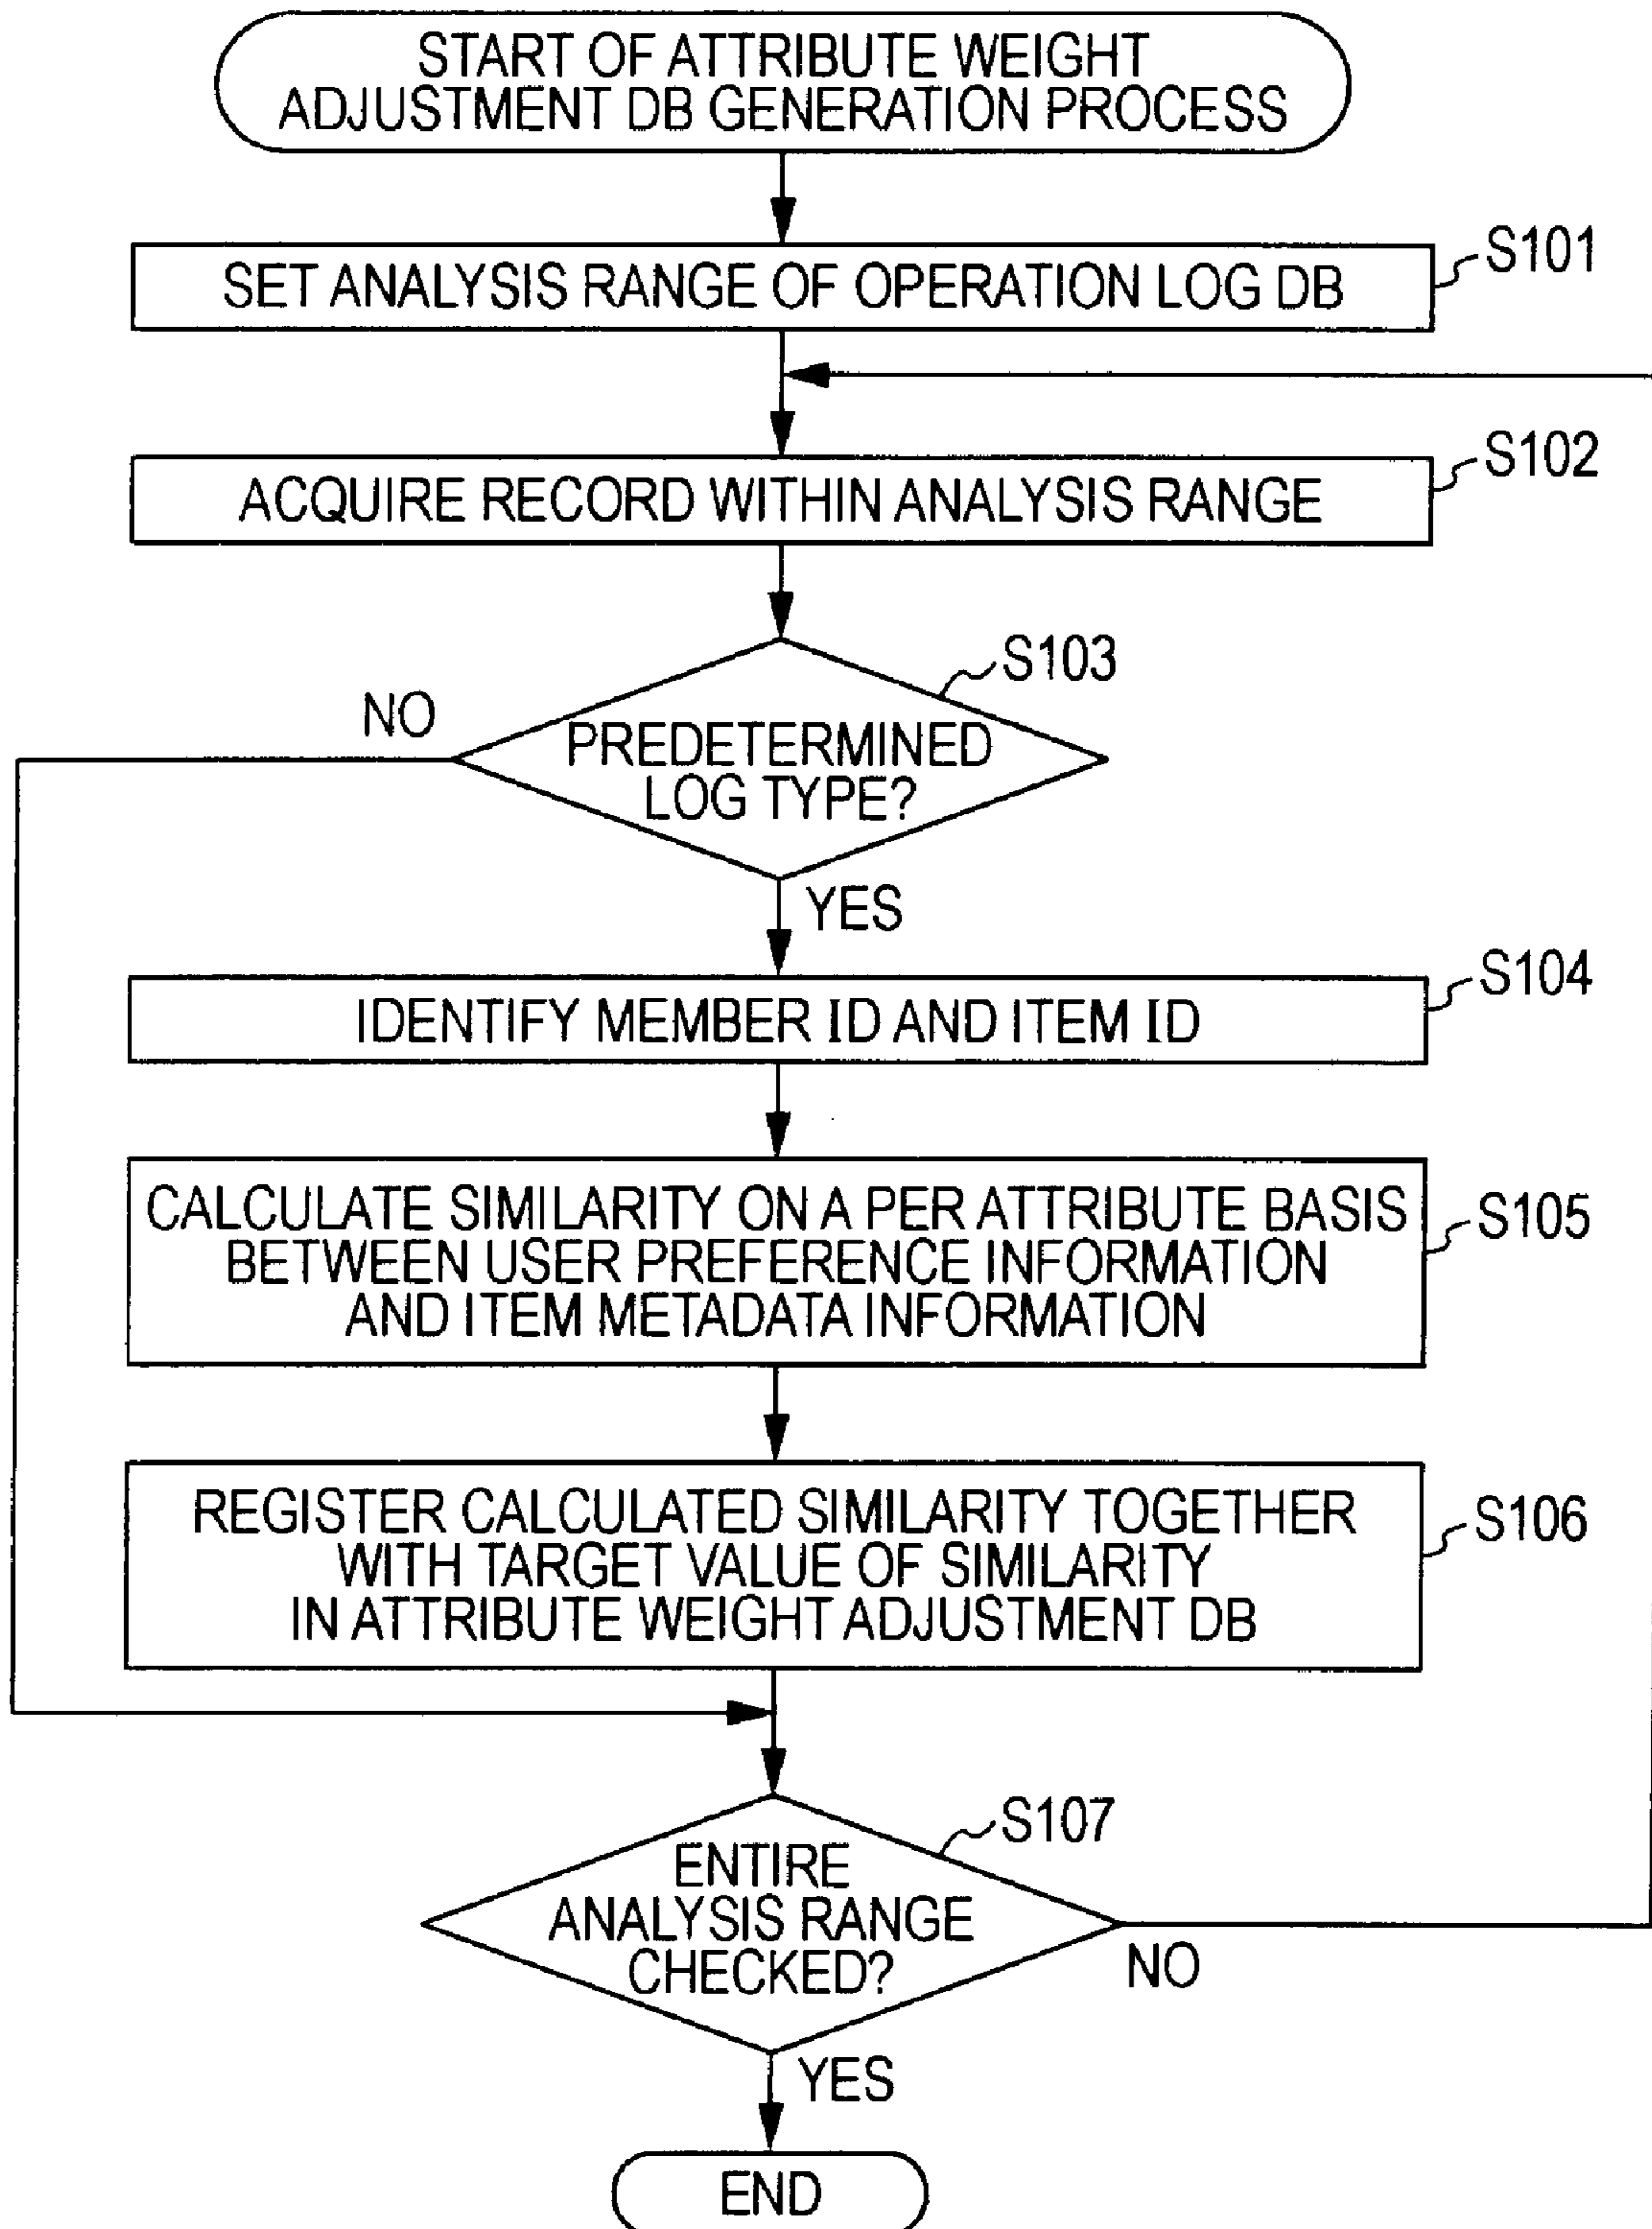 START OF ATTRIBUTE WEIGHT
ADJUSTMENT DB GENERATION PROCESS
S101
SET ANALYSIS RANGE OF OPERATION LOG DB
S102
ACQUIRE RECORD WITHIN ANALYSIS RANGE
S103
NO
PREDETERMINED
LOG TYPE?
YES
S104
IDENTIFY MEMBER ID AND ITEM ID
CALCULATE SIMILARITY ON A PER ATTRIBUTE BASIS
S105
BETWEEN USER PREFERENCE INFORMATION
AND ITEM METADATA INFORMATION
REGISTER CALCULATED SIMILARITY TOGETHER
S106
WITH TARGET VALUE OF SIMILARITY
IN ATTRIBUTE WEIGHT ADJUSTMENT DB
S107
ENTIRE
ANALYSIS RANGE
CHECKED?
NO
YES
END